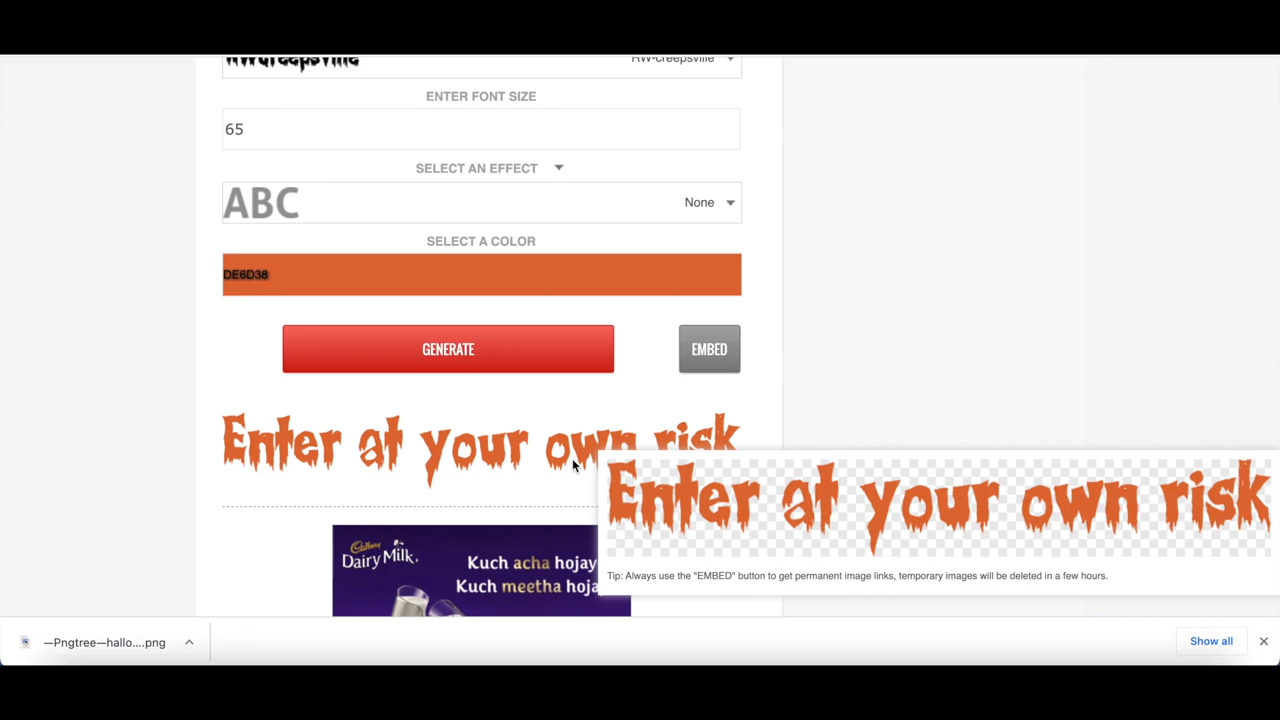 RWCreepsville
RW-creepsville
ENTER FONT SIZE
65
SELECT AN EFFECT
ABC
None
SELECT A COLOR
DE6D38
GENERATE
EMBED
Enter at your own risk
Enter at your own risk
Tip: Always use the "EMBED" button to get permanent image links, temporary images will be deleted in a few hours.
Cadbury
Dairy Milk.
Kuch acha hojay
Kuch meetha hoja
—Pngtree—hallo....png
Show all